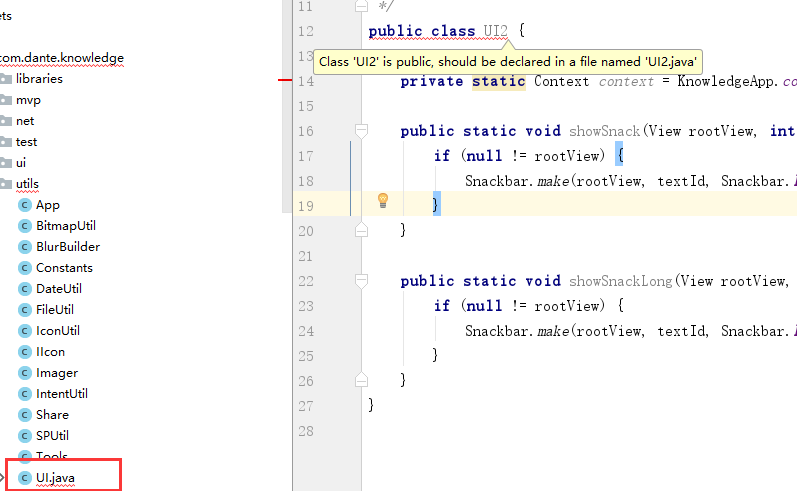 ets
com.dante.knowledge
libraries
mvp
net
test
ui
utils
App
BitmapUtil
BlurBuilder
Constants
DateUtil
FileUtil
IconUtil
IIcon
Imager
IntentUtil
Share
SPUtil
Tools
UI.java
11 */
12 public class UI2 {
Class 'UI2' is public, should be declared in a file named 'UI2.java'
13
14 private static Context context = KnowledgeApp.co
15
16 public static void showSnack(View rootView, int
17 if (null != rootView) {
18 Snackbar.make(rootView, textId, Snackbar.
19 }
20 }
21
22 public static void showSnackLong(View rootView,
23 if (null != rootView) {
24 Snackbar.make(rootView, textId, Snackbar.
25 }
26 }
27 }
28